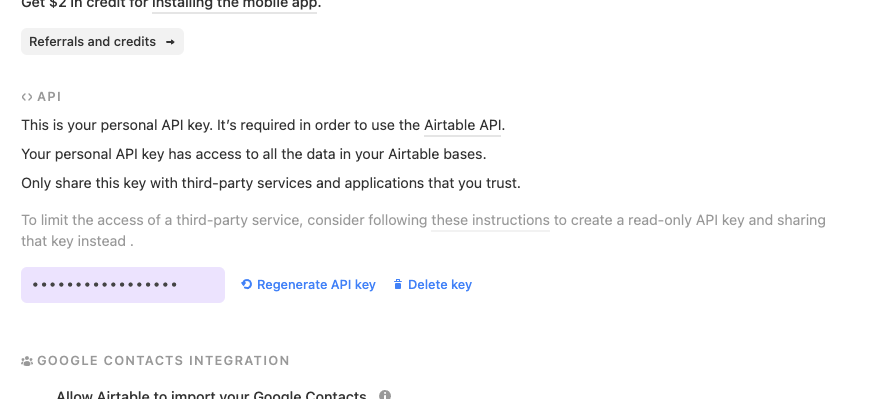 Get $2 in credit for installing the mobile app.
Referrals and credits →
<> API
This is your personal API key. It’s required in order to use the Airtable API.
Your personal API key has access to all the data in your Airtable bases.
Only share this key with third-party services and applications that you trust.
To limit the access of a third-party service, consider following these instructions to create a read-only API key and sharing
that key instead .
•••••••••••••••••
Regenerate API key Delete key
GOOGLE CONTACTS INTEGRATION
Allow Airtable to import your Google Contacts